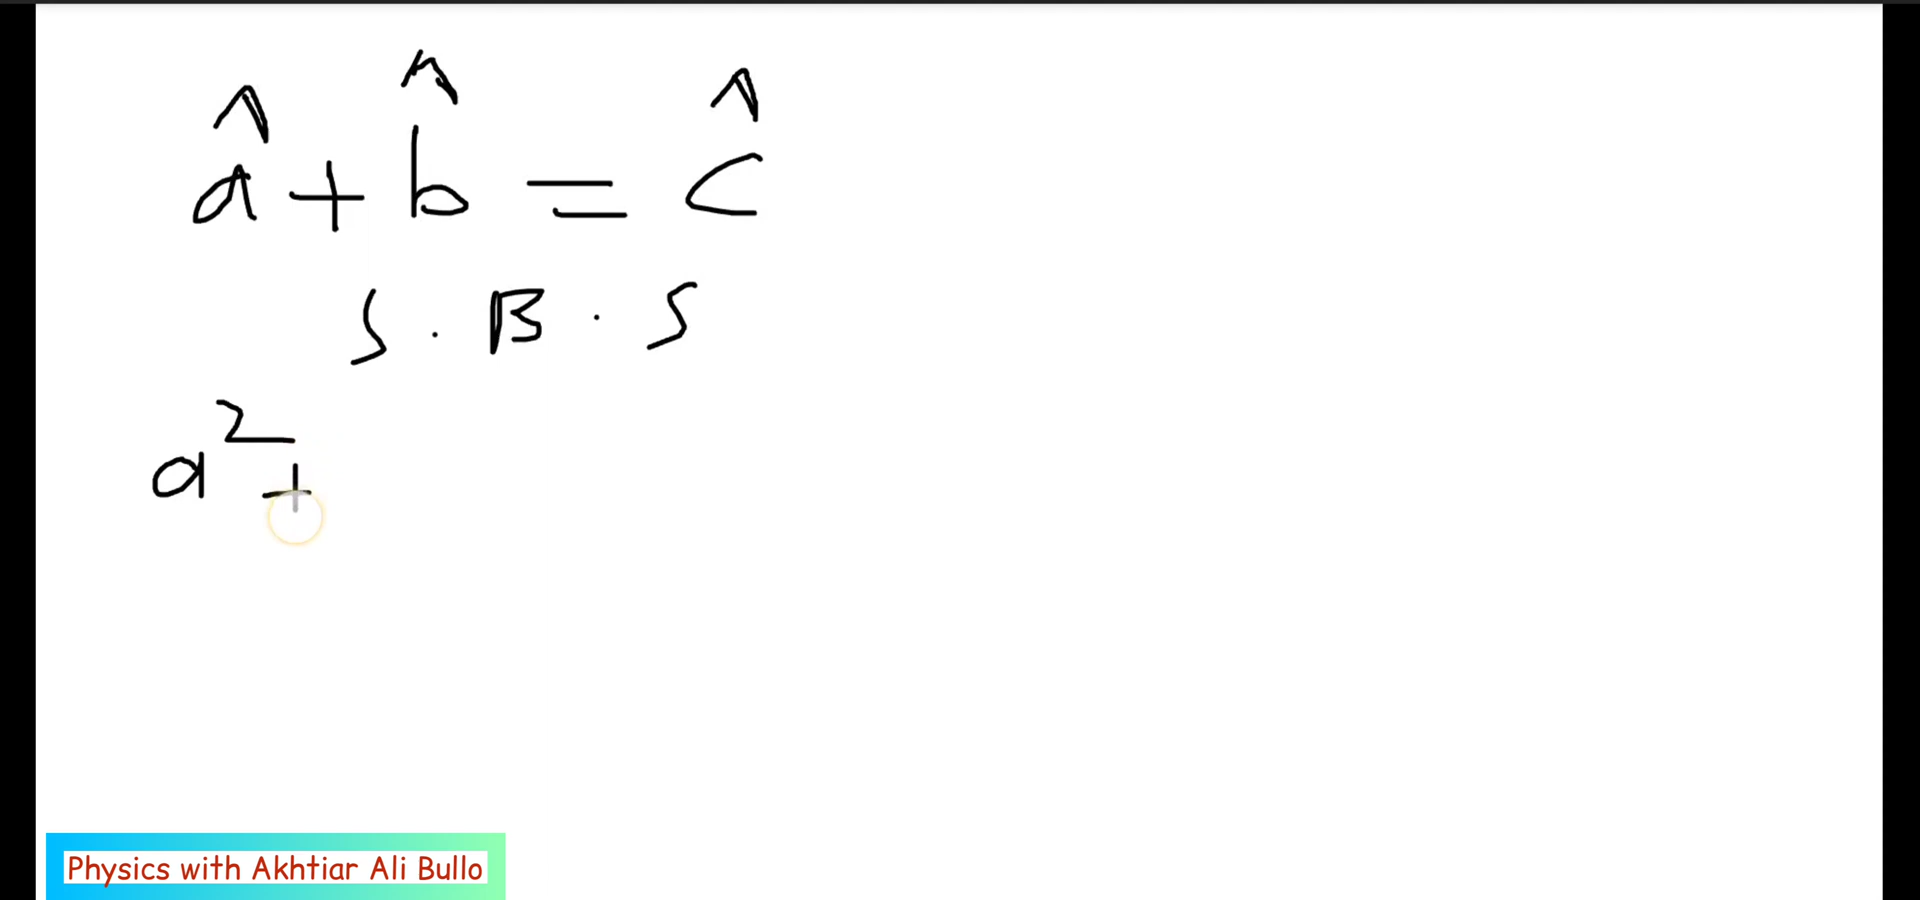 â + b̂ = ĉ
S . B . S
a² +
Physics with Akhtiar Ali Bullo